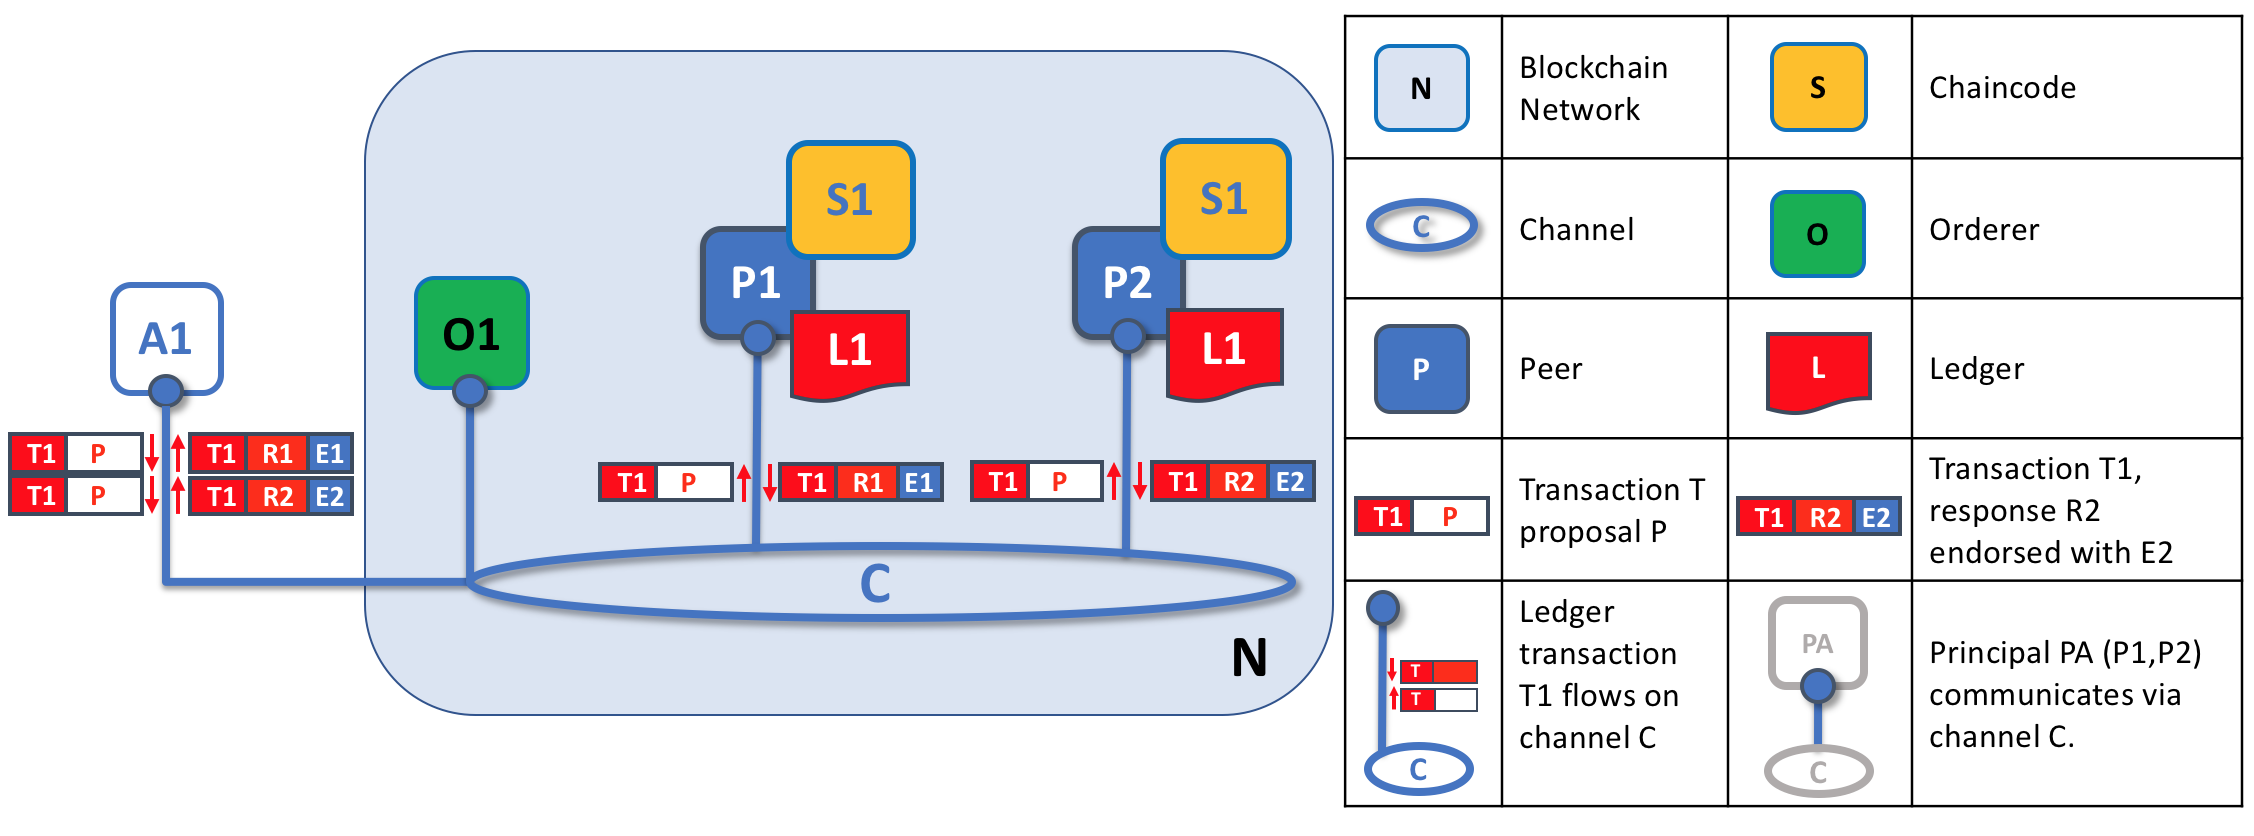 S1
S1
P1
P2
A1
O1
L1
L1
T1 P
T1 R1 E1
T1 P
T1 R2 E2
T1 P
T1 R1 E1
T1 P
T1 R2 E2
C
N
N
Blockchain
Network
S
Chaincode
C
Channel
O
Orderer
P
Peer
L
Ledger
T1 P
Transaction T
proposal P
T1 R2 E2
Transaction T1,
response R2
endorsed with E2
T
T
C
Ledger
transaction
T1 flows on
channel C
PA
C
Principal PA (P1,P2)
communicates via
channel C.